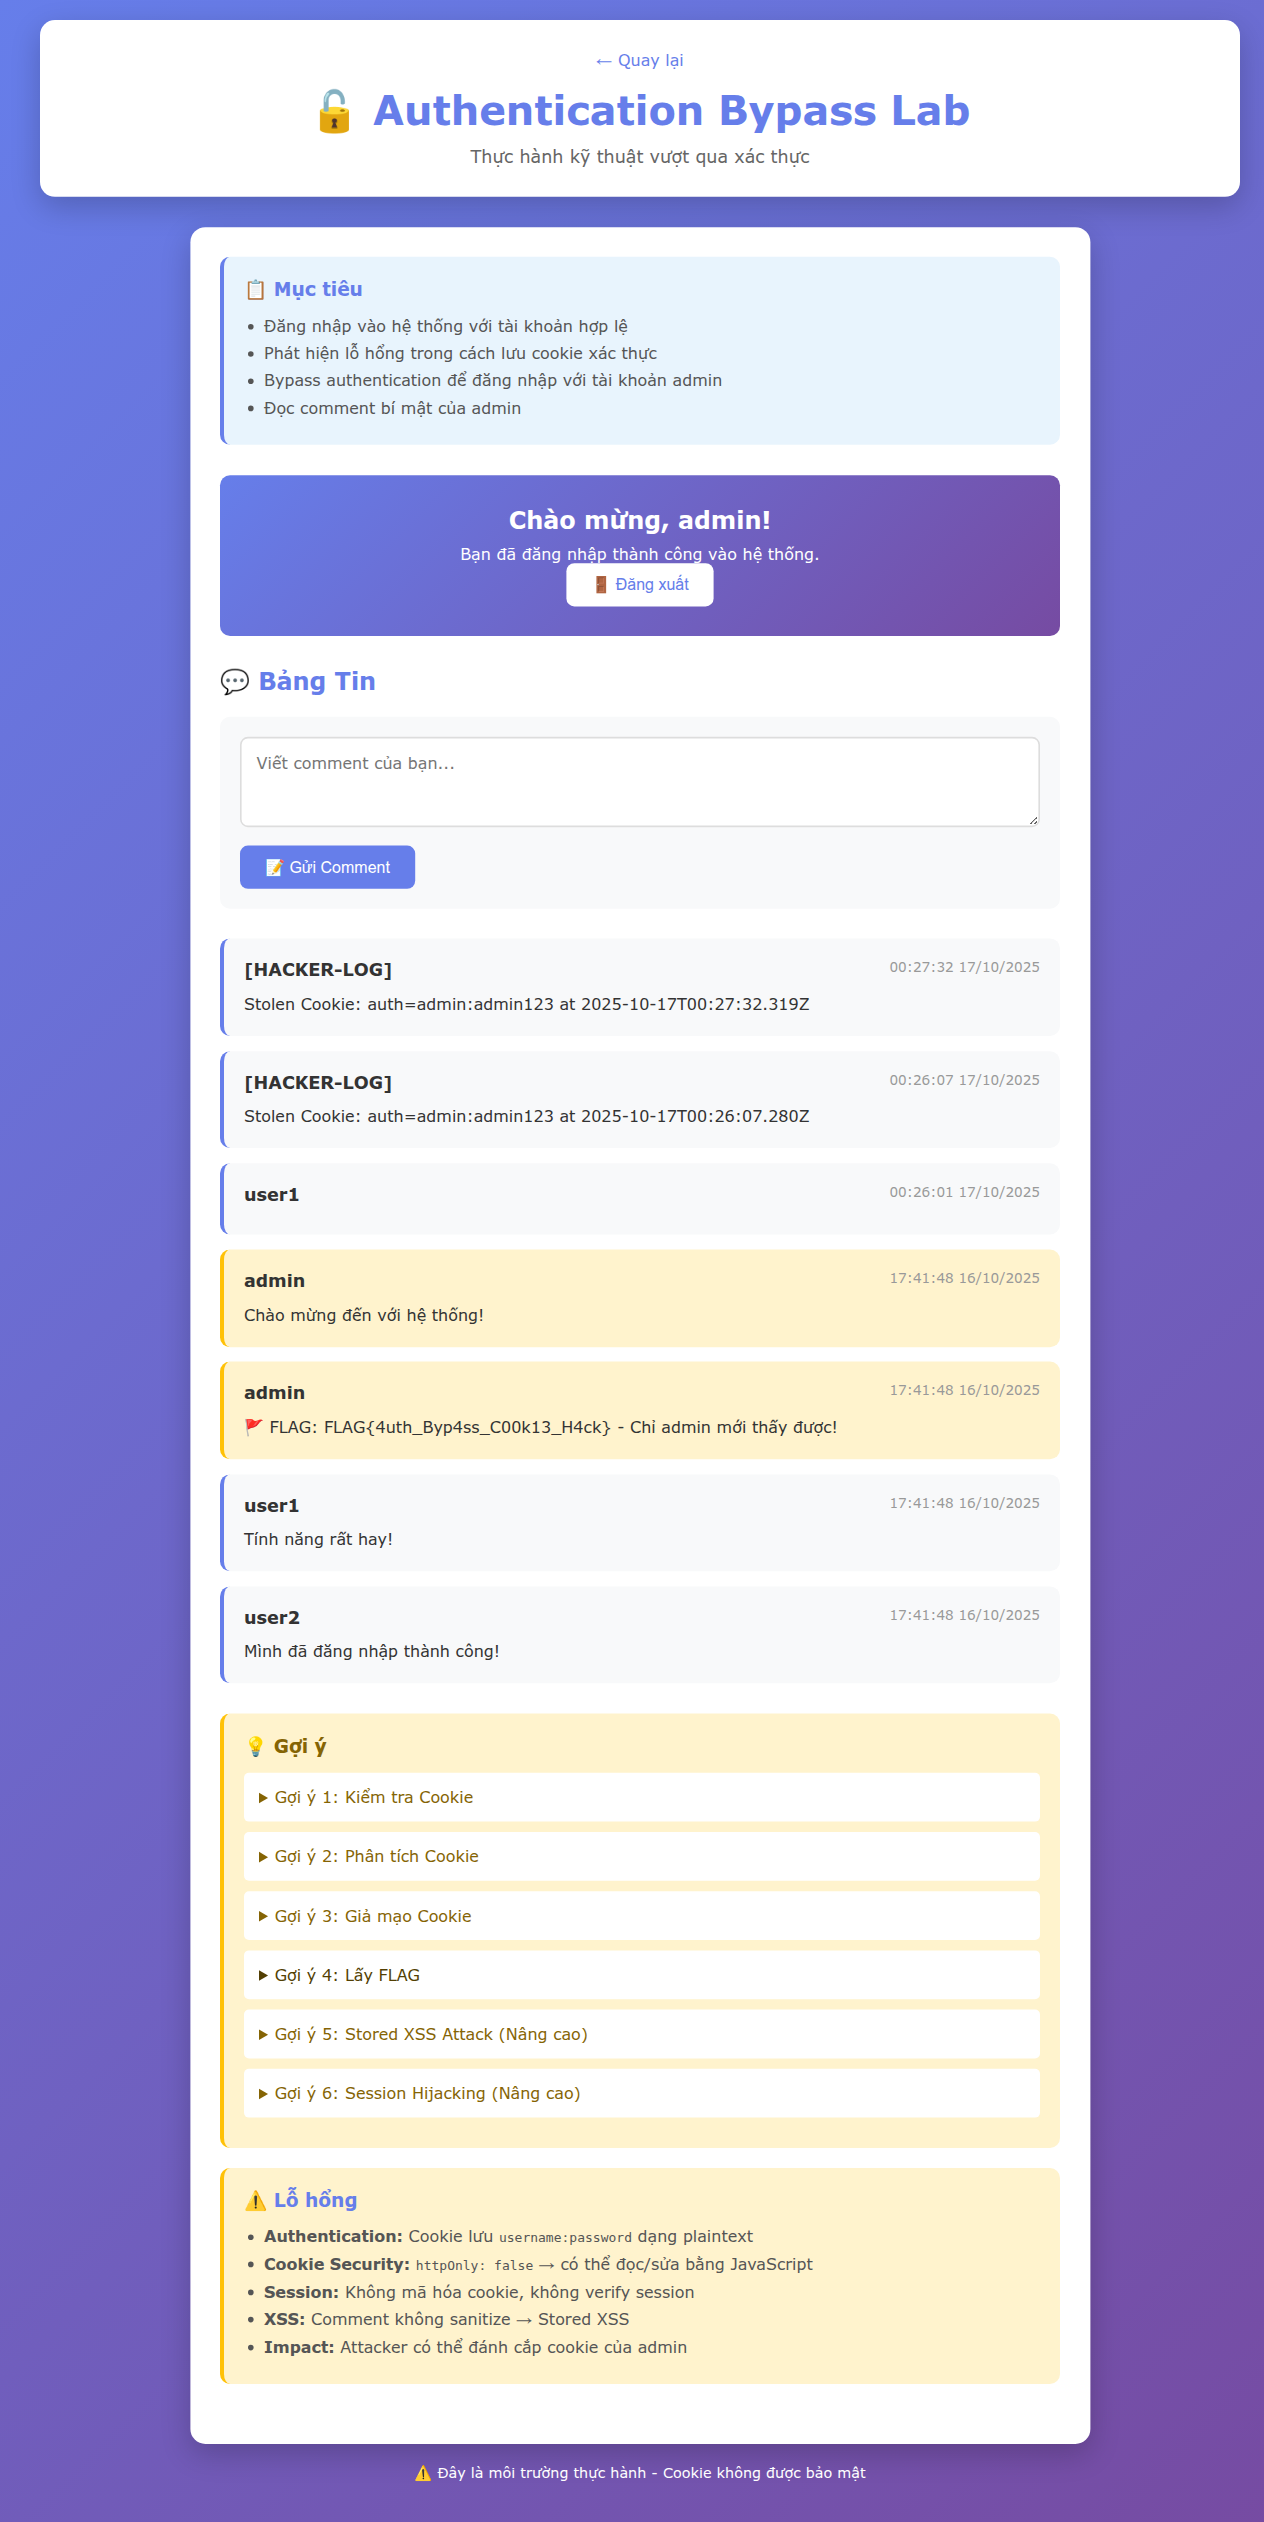 ← Quay lại
🔓 Authentication Bypass Lab
Thực hành kỹ thuật vượt qua xác thực
📋 Mục tiêu
• Đăng nhập vào hệ thống với tài khoản hợp lệ
• Phát hiện lỗ hổng trong cách lưu cookie xác thực
• Bypass authentication để đăng nhập với tài khoản admin
• Đọc comment bí mật của admin
Chào mừng, admin!
Bạn đã đăng nhập thành công vào hệ thống.
🚪 Đăng xuất
💬 Bảng Tin
Viết comment của bạn...
📝 Gửi Comment
[HACKER-LOG] 00:27:32 17/10/2025
Stolen Cookie: auth=admin:admin123 at 2025-10-17T00:27:32.319Z
[HACKER-LOG] 00:26:07 17/10/2025
Stolen Cookie: auth=admin:admin123 at 2025-10-17T00:26:07.280Z
user1 00:26:01 17/10/2025
admin 17:41:48 16/10/2025
Chào mừng đến với hệ thống!
admin 17:41:48 16/10/2025
🚩 FLAG: FLAG{4uth_Byp4ss_C00k13_H4ck} - Chỉ admin mới thấy được!
user1 17:41:48 16/10/2025
Tính năng rất hay!
user2 17:41:48 16/10/2025
Mình đã đăng nhập thành công!
💡 Gợi ý
▶ Gợi ý 1: Kiểm tra Cookie
▶ Gợi ý 2: Phân tích Cookie
▶ Gợi ý 3: Giả mạo Cookie
▶ Gợi ý 4: Lấy FLAG
▶ Gợi ý 5: Stored XSS Attack (Nâng cao)
▶ Gợi ý 6: Session Hijacking (Nâng cao)
⚠️ Lỗ hổng
• Authentication: Cookie lưu username:password dạng plaintext
• Cookie Security: httpOnly: false → có thể đọc/sửa bằng JavaScript
• Session: Không mã hóa cookie, không verify session
• XSS: Comment không sanitize → Stored XSS
• Impact: Attacker có thể đánh cắp cookie của admin
⚠️ Đây là môi trường thực hành - Cookie không được bảo mật